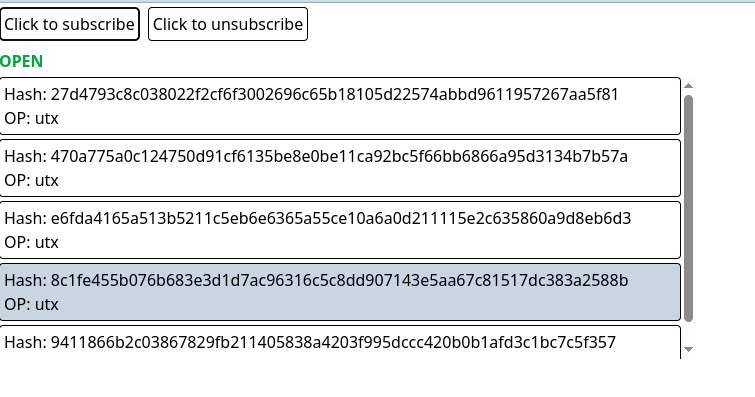 Click to subscribe Click to unsubscribe
OPEN
Hash: 27d4793c8c038022f2cf6f3002696c65b18105d22574abbd9611957267aa5f81
OP: utx
Hash: 470a775a0c124750d91cf6135be8e0be11ca92bc5f66bb6866a95d3134b7b57a
OP: utx
Hash: e6fda4165a513b5211c5eb6e6365a55ce10a6a0d211115e2c635860a9d8eb6d3
OP: utx
Hash: 8c1fe455b076b683e3d1d7ac96316c5c8dd907143e5aa67c81517dc383a2588b
OP: utx
Hash: 9411866b2c03867829fb211405838a4203f995dccc420b0b1afd3c1bc7c5f357